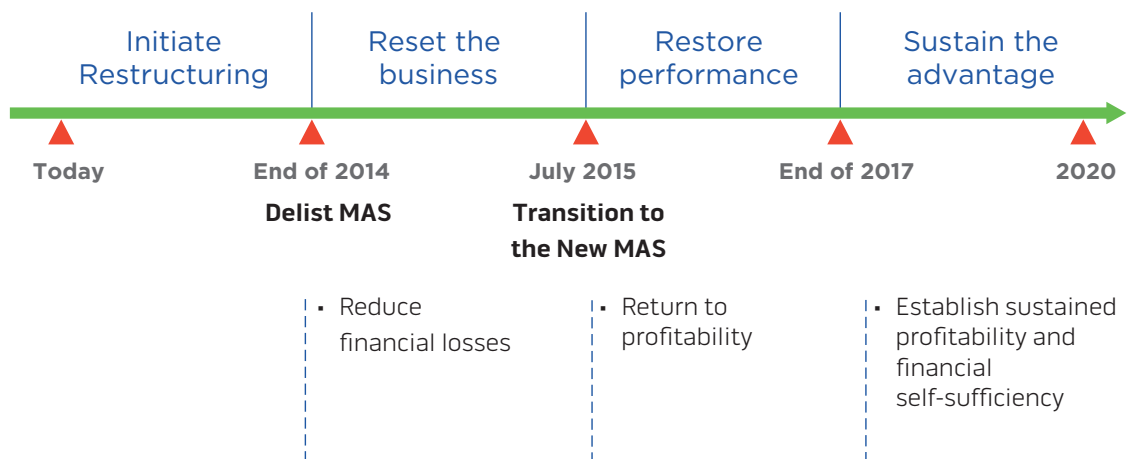 Initiate
Restructuring
Reset the
business
Restore
performance
Sustain the
advantage
Today
End of 2014
July 2015
End of 2017
2020
Delist MAS
Transition to
the New MAS
▪ Reduce
financial losses
▪ Return to
profitability
▪ Establish sustained
profitability and
financial
self-sufficiency